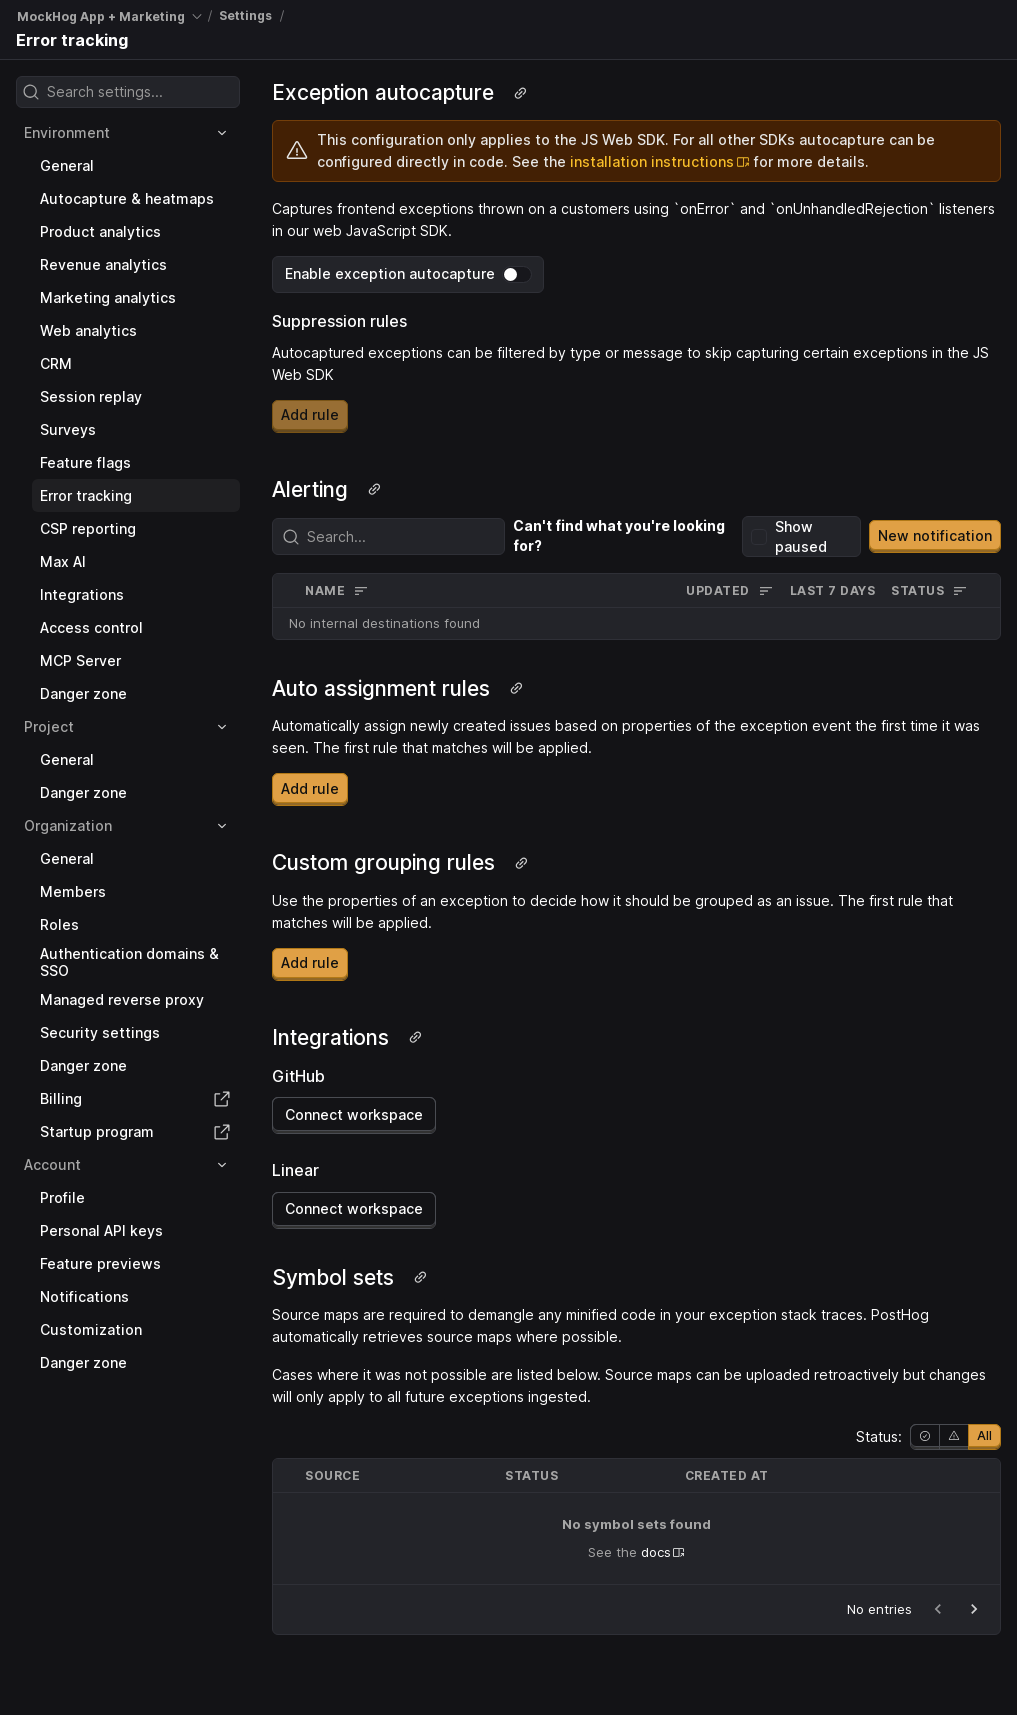 MockHog App + Marketing / Settings /
Error tracking
Search settings...
Environment
General
Autocapture & heatmaps
Product analytics
Revenue analytics
Marketing analytics
Web analytics
CRM
Session replay
Surveys
Feature flags
Error tracking
CSP reporting
Max AI
Integrations
Access control
MCP Server
Danger zone
Project
General
Danger zone
Organization
General
Members
Roles
Authentication domains &
SSO
Managed reverse proxy
Security settings
Danger zone
Billing
Startup program
Account
Profile
Personal API keys
Feature previews
Notifications
Customization
Danger zone
Exception autocapture
This configuration only applies to the JS Web SDK. For all other SDKs autocapture can be
configured directly in code. See the installation instructions for more details.
Captures frontend exceptions thrown on a customers using `onError` and `onUnhandledRejection` listeners
in our web JavaScript SDK.
Enable exception autocapture
Suppression rules
Autocaptured exceptions can be filtered by type or message to skip capturing certain exceptions in the JS
Web SDK
Add rule
Alerting
Search...
Can't find what you're looking
for?
Show
paused
New notification
NAME UPDATED LAST 7 DAYS STATUS
No internal destinations found
Auto assignment rules
Automatically assign newly created issues based on properties of the exception event the first time it was
seen. The first rule that matches will be applied.
Add rule
Custom grouping rules
Use the properties of an exception to decide how it should be grouped as an issue. The first rule that
matches will be applied.
Add rule
Integrations
GitHub
Connect workspace
Linear
Connect workspace
Symbol sets
Source maps are required to demangle any minified code in your exception stack traces. PostHog
automatically retrieves source maps where possible.
Cases where it was not possible are listed below. Source maps can be uploaded retroactively but changes
will only apply to all future exceptions ingested.
Status: All
SOURCE STATUS CREATED AT
No symbol sets found
See the docs
No entries